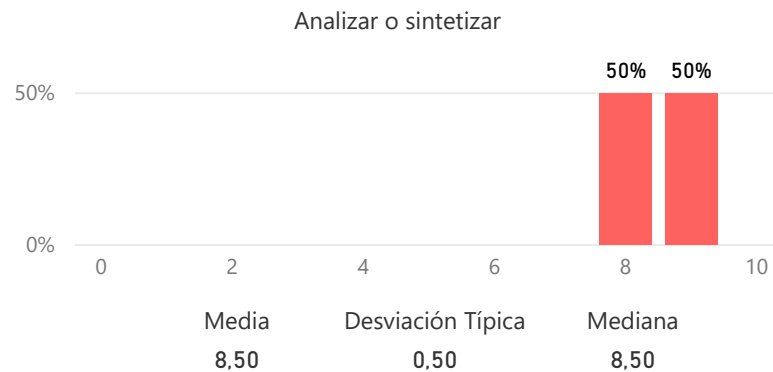 Analizar o sintetizar
50% 50%
50%
0%
0 2 4 6 8 10
Media Desviación Típica Mediana
8,50 0,50 8,50